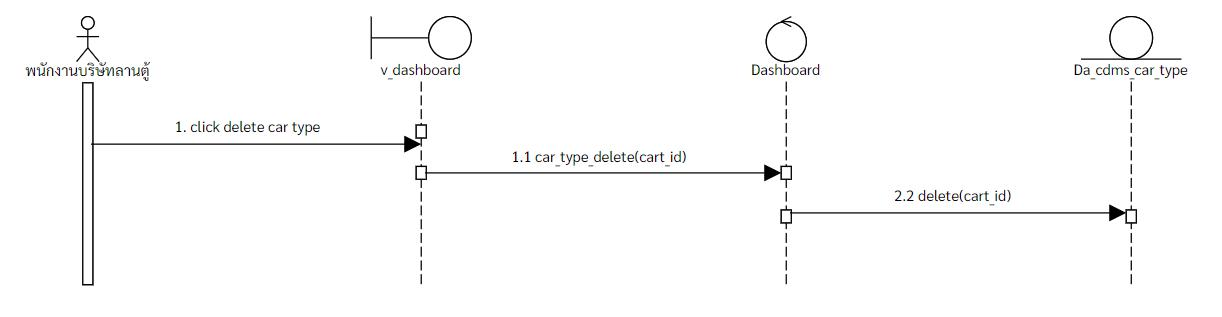 พนักงานบริษัทลานตู้
v_dashboard
Dashboard
Da_cdms_car_type
1. click delete car type
1.1 car_type_delete(cart_id)
2.2 delete(cart_id)